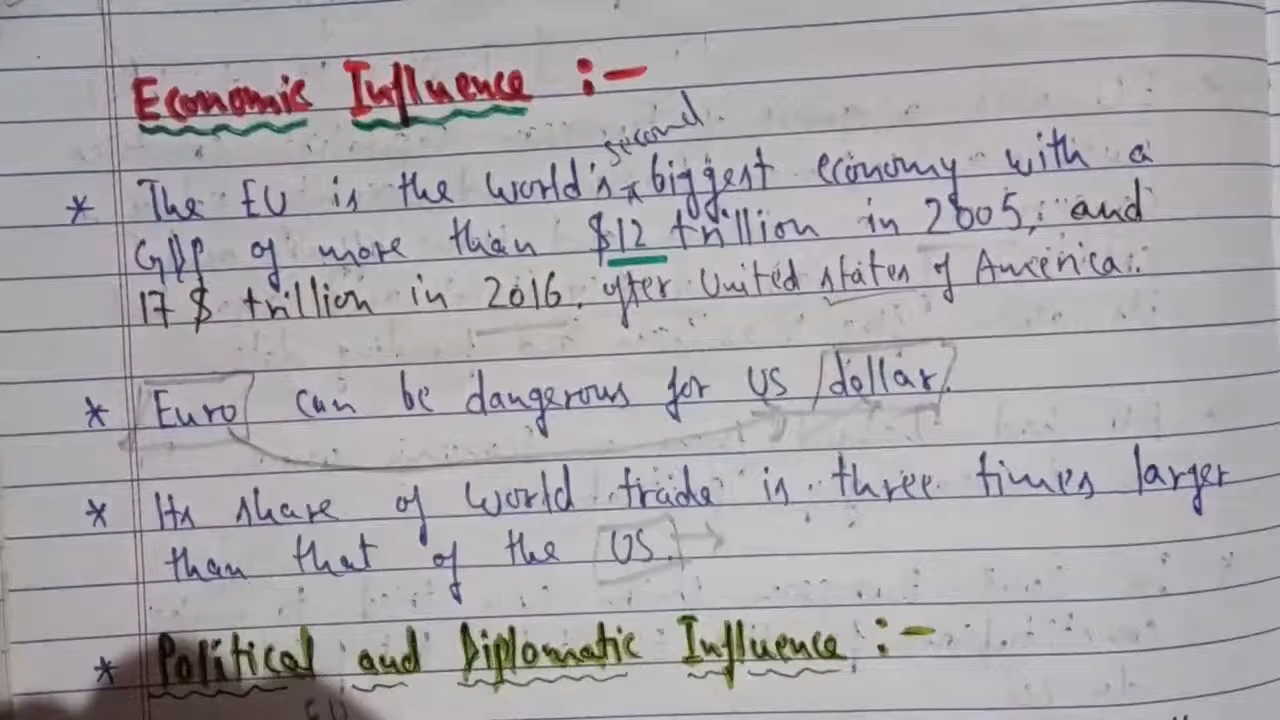 Economic Influence :-
second
* The EU is the world's biggest economy with a
GDP of more than $12 trillion in 2005, and
17 $ trillion in 2016, after United states of America.
* Euro can be dangerous for US dollar.
* Its share of world trade is three times larger
than that of the US.
* Political and Diplomatic Influence :-